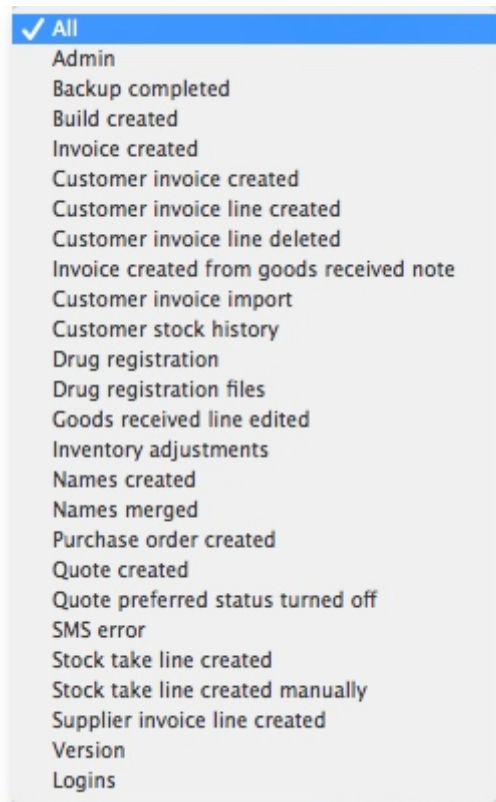 All
Admin
Backup completed
Build created
Invoice created
Customer invoice created
Customer invoice line created
Customer invoice line deleted
Invoice created from goods received note
Customer invoice import
Customer stock history
Drug registration
Drug registration files
Goods received line edited
Inventory adjustments
Names created
Names merged
Purchase order created
Quote created
Quote preferred status turned off
SMS error
Stock take line created
Stock take line created manually
Supplier invoice line created
Version
Logins